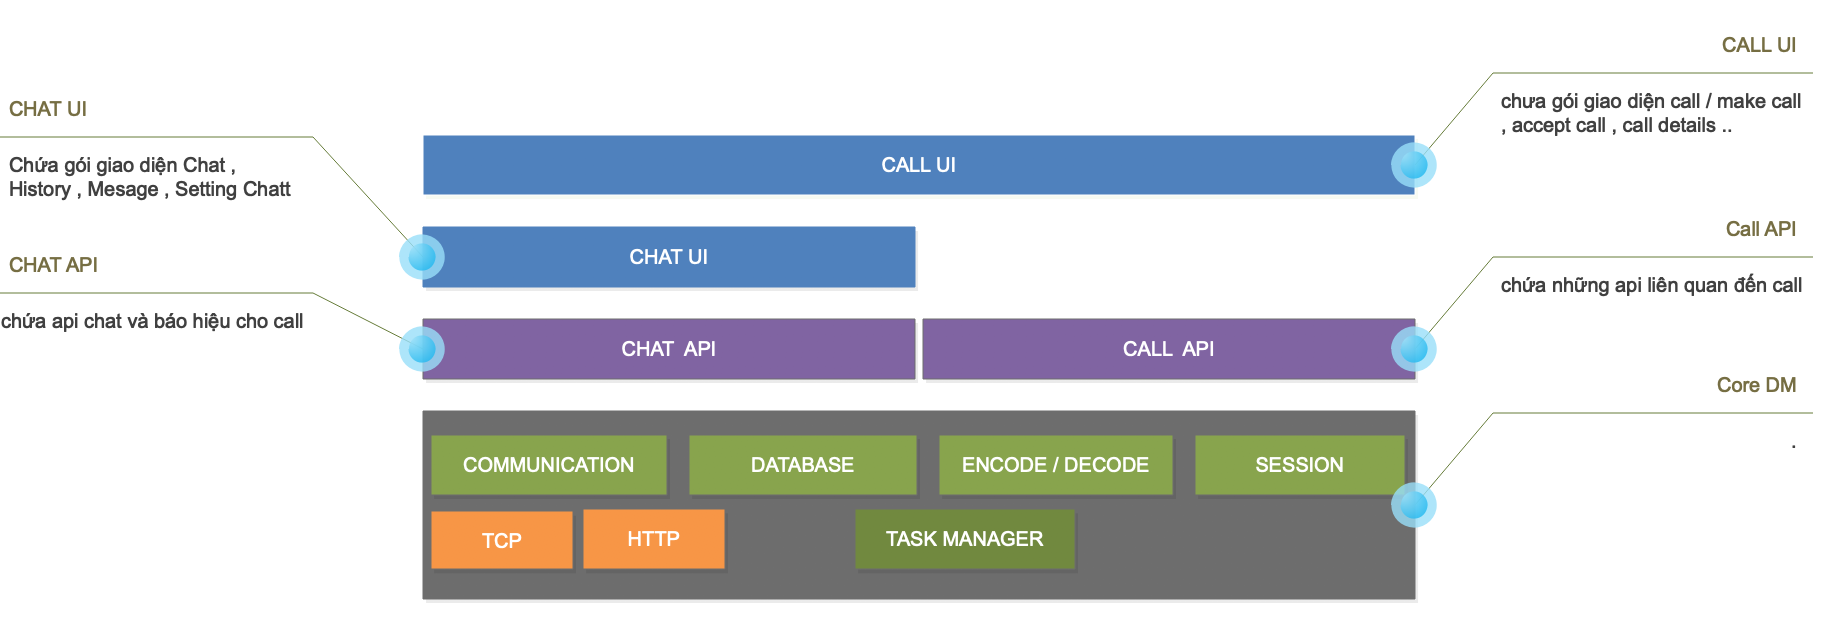 CALL UI
chưa gói giao diện call / make call
, accept call , call details ..
CHAT UI
Chứa gói giao diện Chat ,
History , Mesage , Setting Chatt
CALL UI
CHAT UI
Call API
chứa những api liên quan đến call
CHAT API
chứa api chat và báo hiệu cho call
CHAT API
CALL API
Core DM
.
COMMUNICATION
DATABASE
ENCODE / DECODE
SESSION
TCP
HTTP
TASK MANAGER